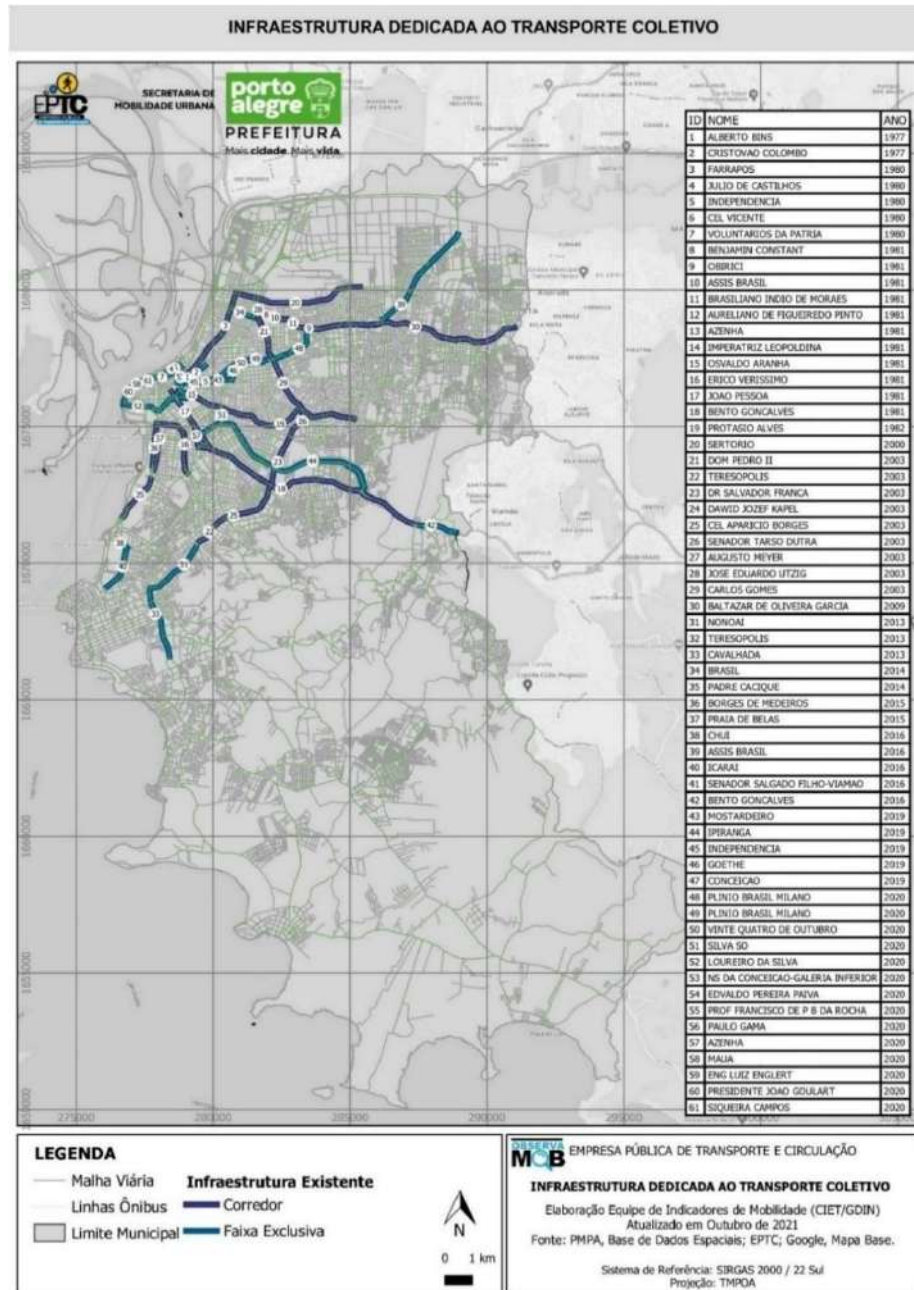 INFRAESTRUTURA DEDICADA AO TRANSPORTE COLETIVO
EPTC
SECRETARIA DE
MOBILIDADE URBANA
porto
alegre
PREFEITURA
Mais cidade. Mais vida.
ID NOME ANO
1 ALBERTO BINS 1977
2 CRISTOVAO COLOMBO 1977
3 FARRAPOS 1980
4 JULIO DE CASTILHOS 1980
5 INDEPENDENCIA 1980
6 CEL VICENTE 1980
7 VOLUNTARIOS DA PATRIA 1980
8 BENJAMIN CONSTANT 1981
9 OBIRICI 1981
10 ASSIS BRASIL 1981
11 BRASILIANO INDIO DE MORAES 1981
12 AURELIANO DE FIGUEIREDO PINTO 1981
13 AZENHA 1981
14 IMPERATRIZ LEOPOLDINA 1981
15 OSVALDO ARANHA 1981
16 ERICO VERISSIMO 1981
17 JOAO PESSOA 1981
18 BENTO GONCALVES 1981
19 PROTASIO ALVES 1982
20 SERTORIO 2000
21 DOM PEDRO II 2003
22 TERESOPOLIS 2003
23 DR SALVADOR FRANCA 2003
24 DAWID JOZEF KAPEL 2003
25 CEL APARICIO BORGES 2003
26 SENADOR TARSO DUTRA 2003
27 AUGUSTO MEYER 2003
28 JOSE EDUARDO UTZIG 2003
29 CARLOS GOMES 2003
30 BALTAZAR DE OLIVEIRA GARCIA 2009
31 NONOAI 2013
32 TERESOPOLIS 2013
33 CAVALHADA 2013
34 BRASIL 2014
35 PADRE CACIQUE 2014
36 BORGES DE MEDEIROS 2015
37 PRAIA DE BELAS 2015
38 CHUI 2016
39 ASSIS BRASIL 2016
40 ICARAI 2016
41 SENADOR SALGADO FILHO-VIAMAO 2016
42 BENTO GONCALVES 2016
43 MOSTARDEIRO 2019
44 IPIRANGA 2019
45 INDEPENDENCIA 2019
46 GOETHE 2019
47 CONCEICAO 2019
48 PLINIO BRASIL MILANO 2020
49 PLINIO BRASIL MILANO 2020
50 VINTE QUATRO DE OUTUBRO 2020
51 SILVA SO 2020
52 LOUREIRO DA SILVA 2020
53 NS DA CONCEICAO-GALERIA INFERIOR 2020
54 EDVALDO PEREIRA PAIVA 2020
55 PROF FRANCISCO DE P B DA ROCHA 2020
56 PAULO GAMA 2020
57 AZENHA 2020
58 MAUA 2020
59 ENG LUIZ ENGLERT 2020
60 PRESIDENTE JOAO GOULART 2020
61 SIQUEIRA CAMPOS 2020
275000 280000 285000 290000
LEGENDA
Malha Viária
Linhas Ônibus
Limite Municipal
Infraestrutura Existente
Corredor
Faixa Exclusiva
N
0 1 km
OBSERVA
MOB
EMPRESA PÚBLICA DE TRANSPORTE E CIRCULAÇÃO
INFRAESTRUTURA DEDICADA AO TRANSPORTE COLETIVO
Elaboração Equipe de Indicadores de Mobilidade (CIET/GDIN)
Atualizado em Outubro de 2021
Fonte: PMPA, Base de Dados Espaciais; EPTC; Google, Mapa Base.
Sistema de Referência: SIRGAS 2000 / 22 Sul
Projeção: TMPOA